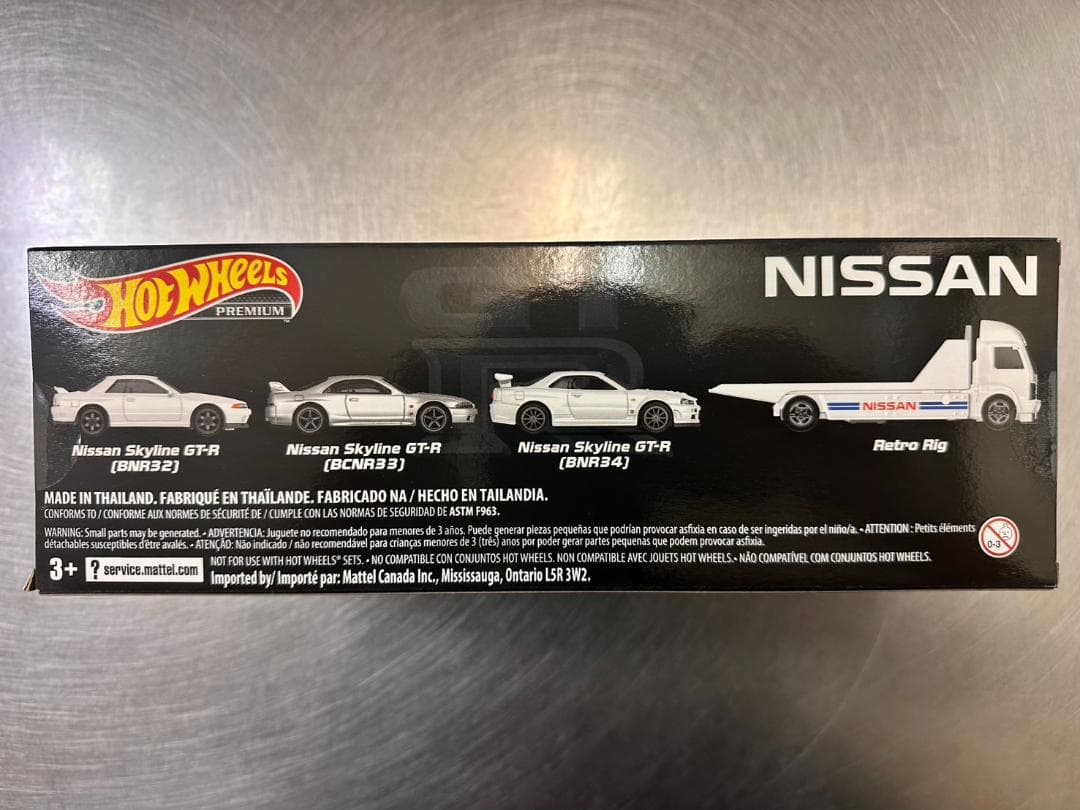 HOT WHEELS
PREMIUM™
NISSAN
NISSAN
Nissan Skyline GT-R
(BNR32)
Nissan Skyline GT-R
(BCNR33)
Nissan Skyline GT-R
(BNR34)
Retro Rig
MADE IN THAILAND. FABRIQUÉ EN THAÏLANDE. FABRICADO NA / HECHO EN TAILANDIA.
CONFORMS TO / CONFORME AUX NORMES DE SÉCURITÉ DE / CUMPLE CON LAS NORMAS DE SEGURIDAD DE ASTM F963.
WARNING: Small parts may be generated. • ADVERTENCIA: Juguete no recomendado para menores de 3 años. Puede generar piezas pequeñas que podrían provocar asfixia en caso de ser ingeridas por el niño/a. • ATTENTION : Petits éléments
détachables susceptibles d'être avalés. • ATENÇÃO: Não indicado / não recomendável para crianças menores de 3 (três) anos por poder gerar partes pequenas que podem provocar asfixia.
0-3
3+
? service.mattel.com
NOT FOR USE WITH HOT WHEELS® SETS. • NO COMPATIBLE CON CONJUNTOS HOT WHEELS. NON COMPATIBLE AVEC JOUETS HOT WHEELS. • NÃO COMPATÍVEL COM CONJUNTOS HOT WHEELS.
Imported by/ Importé par: Mattel Canada Inc., Mississauga, Ontario L5R 3W2.